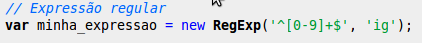 // Expressão regular
var minha_expressao = new RegExp('^[0-9]+$', 'ig');